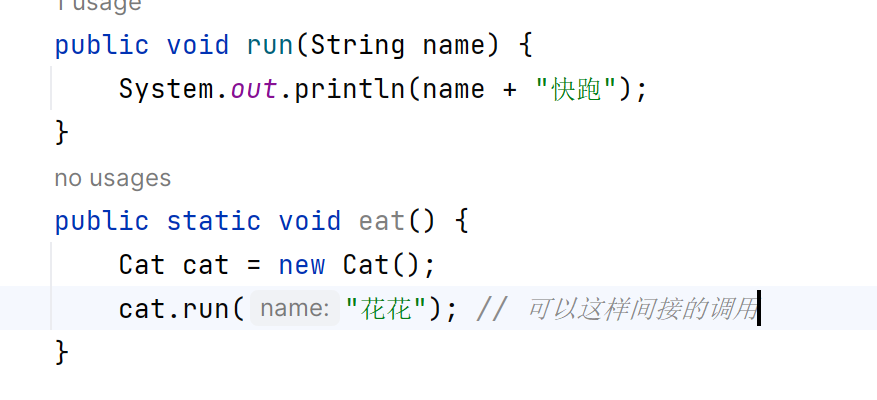 1 usage
public void run(String name) {
System.out.println(name + "快跑");
}
no usages
public static void eat() {
Cat cat = new Cat();
cat.run( name: "花花"); // 可以这样间接的调用
}